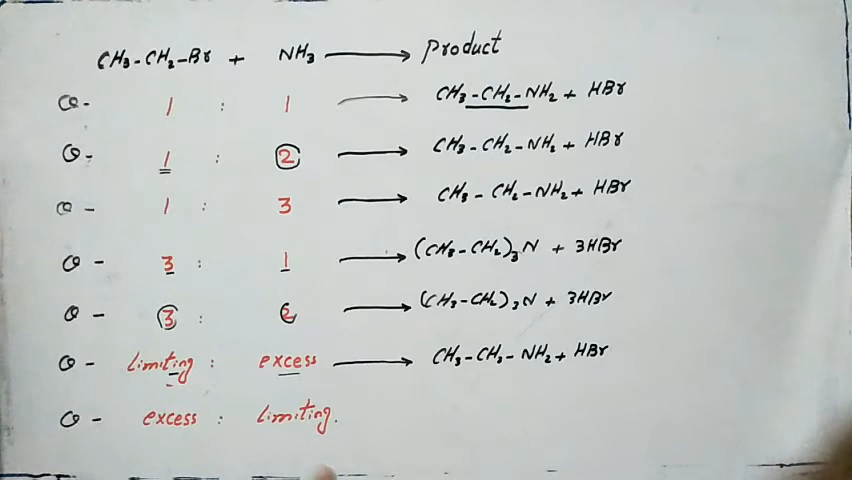 CH3-CH2-Br + NH3 ⟶ Product
Q- 1 : 1 ⟶ CH3-CH2-NH2 + HBr
Q- 1 : 2 ⟶ CH3-CH2-NH2 + HBr
Q- 1 : 3 ⟶ CH3-CH2-NH2 + HBr
Q- 3 : 1 ⟶ (CH3-CH2)3N + 3HBr
Q- 3 : 2 ⟶ (CH3-CH2)3N + 3HBr
Q- Limiting : excess ⟶ CH3-CH2-NH2 + HBr
Q- excess : Limiting.